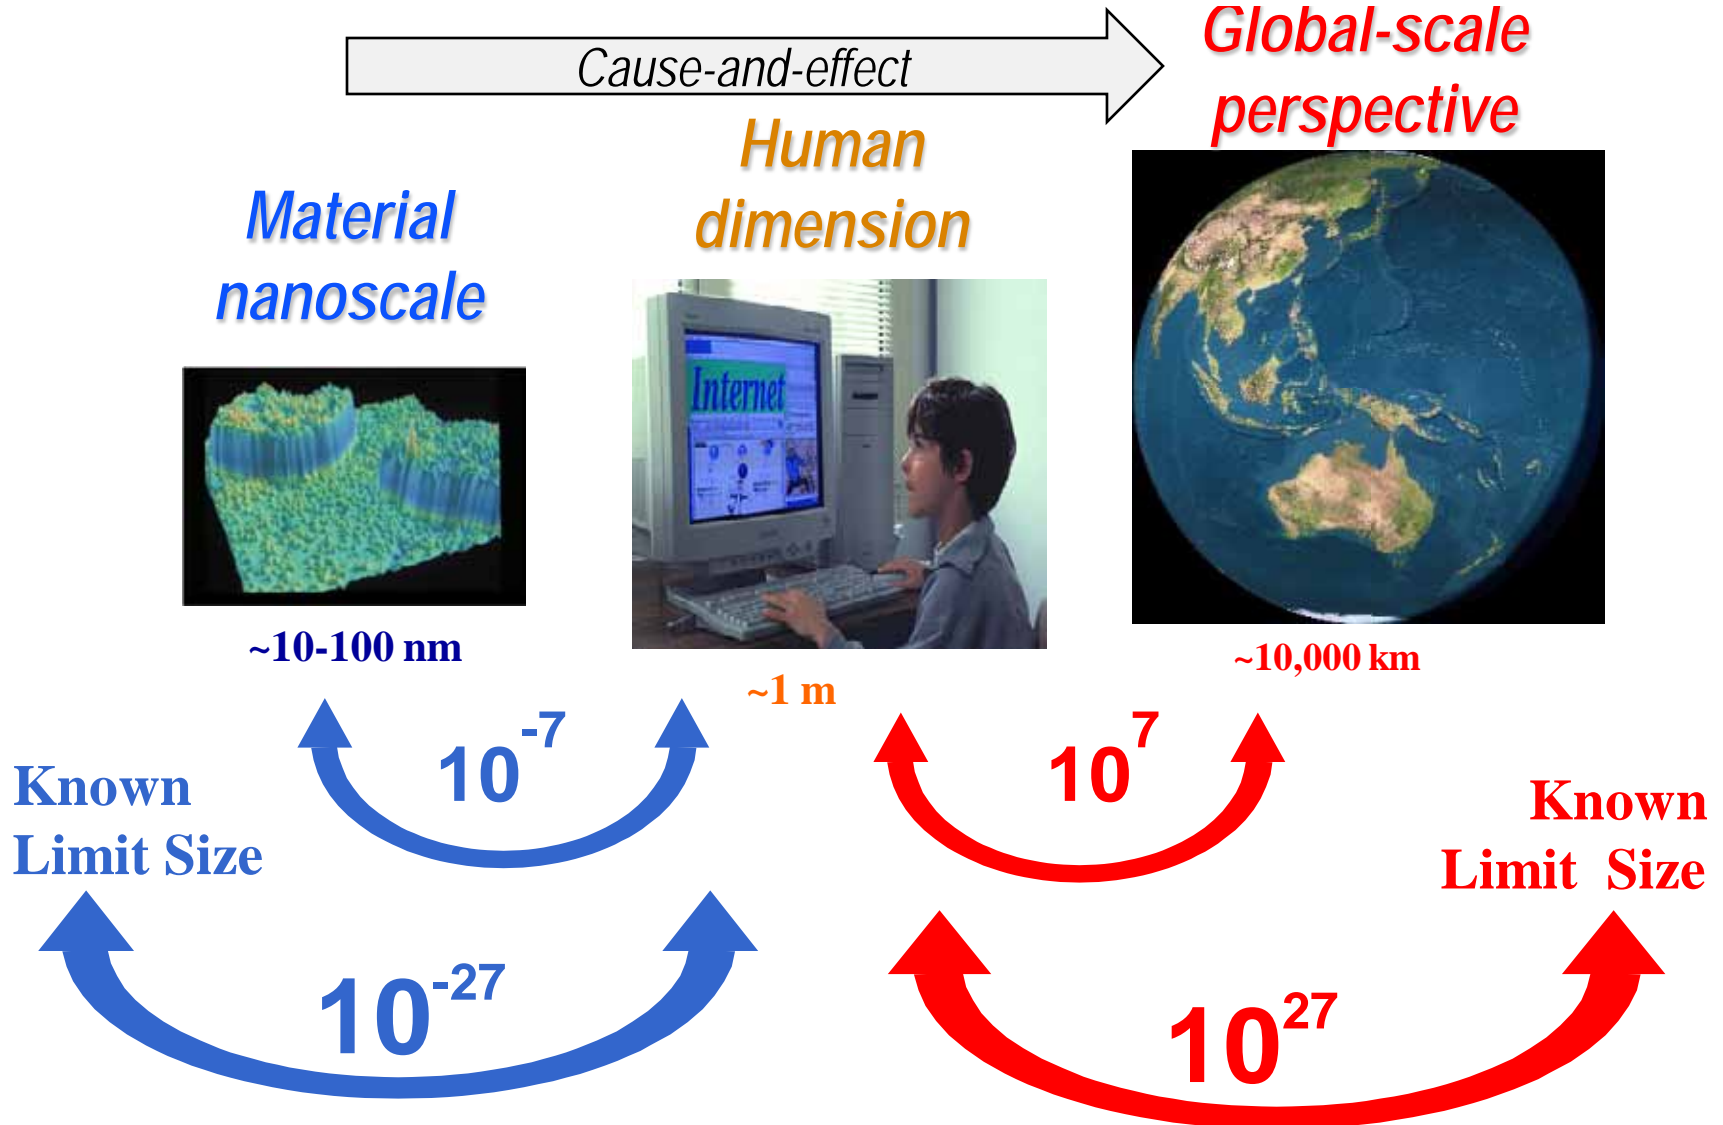 Cause-and-effect
Global-scale
perspective
Human
dimension
Material
nanoscale
Internet
~10-100 nm
~1 m
~10,000 km
10-7
107
Known
Limit Size
Known
Limit Size
10-27
1027